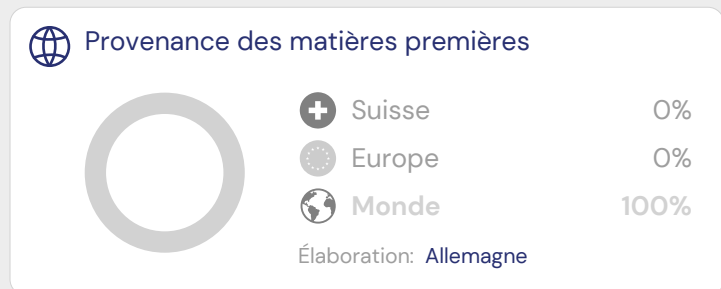 Provenance des matières premières
Suisse 0%
Europe 0%
Monde 100%
Élaboration: Allemagne